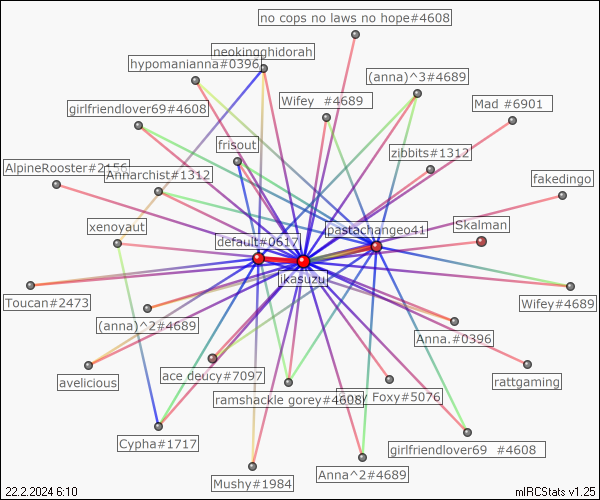 no cops no laws no hope#4608
neokingghidorah
hypomanianna#0396
(anna)^3#4689
Wifey #4689
Mad #6901
girlfriendlover69#4608
frisout
zibbits#1312
AlpineRooster#2156
Annarchist#1312
fakedingo
xenoyaut
pastachangeo41
Skalman
default#0617
ikasuzu
Toucan#2473
Wifey#4689
(anna)^2#4689
Anna.#0396
avelicious
ace deucy#7097
rattgaming
ramshackle gorey#4608
Foxy#5076
Cypha#1717
girlfriendlover69 #4608
Mushy#1984
Anna^2#4689
22.2.2024 6:10
mIRCStats v1.25